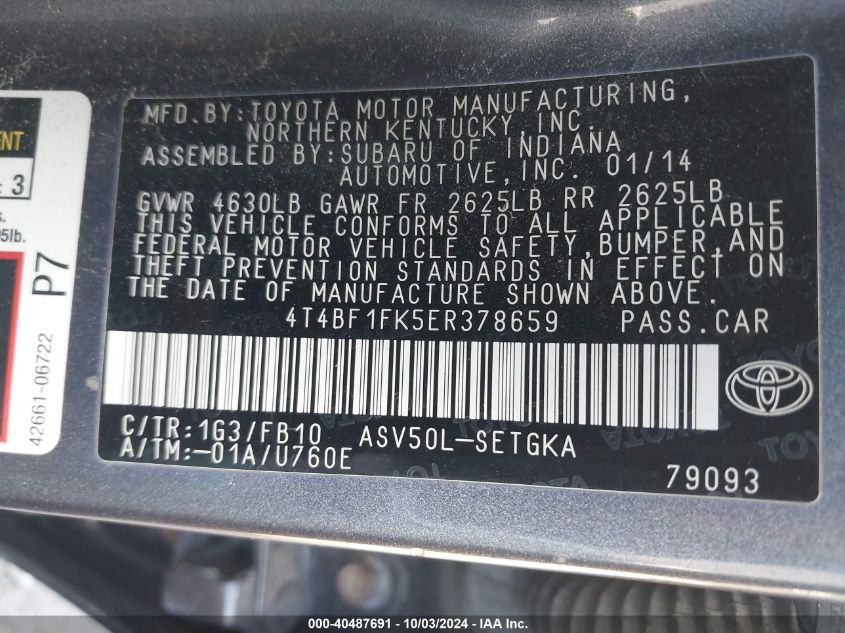 MFD. BY: TOYOTA MOTOR MANUFACTURING,
NORTHERN KENTUCKY, INC.
ASSEMBLED BY: SUBARU OF INDIANA
AUTOMOTIVE, INC. 01/14
GVWR 4630LB GAWR FR 2625LB RR 2625LB
THIS VEHICLE CONFORMS TO ALL APPLICABLE
FEDERAL MOTOR VEHICLE SAFETY, BUMPER, AND
THEFT PREVENTION STANDARDS IN EFFECT ON
THE DATE OF MANUFACTURE SHOWN ABOVE.
4T4BF1FK5ER378659 PASS.CAR
C/TR:1G3/FB10 ASV50L-SETGKA
A/TM:-01A/U760E
79093
TOYOTA
: 3
P7
42661-06722
000-40487691 - 10/03/2024 - IAA Inc.